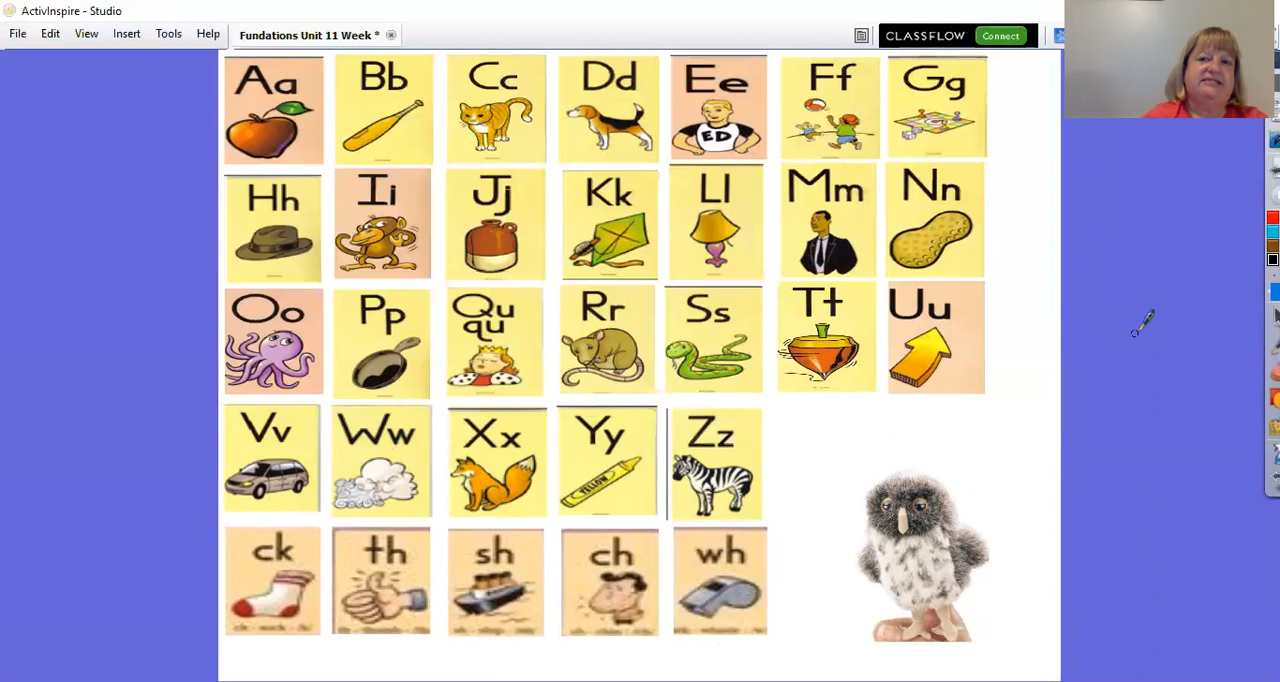 ActivInspire - Studio
File Edit View Insert Tools Help
Fundations Unit 11 Week *
CLASSFLOW Connect
Aa Bb Cc Dd Ee Ff Gg
ED
Hh Ii Jj Kk Ll Mm Nn
Oo Pp Qu Rr Ss Tt Uu
qu
Vv Ww Xx Yy Zz
YELLOW
ck th sh ch wh